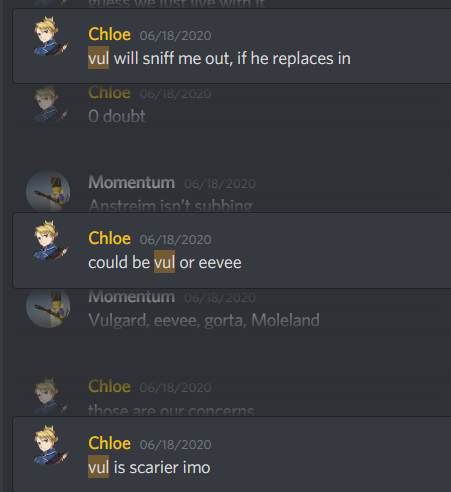 guess we just live with it
Chloe 06/18/2020
vul will sniff me out, if he replaces in
Chloe 06/18/2020
0 doubt
Momentum 06/18/2020
Anstreim isn't subbing
Chloe 06/18/2020
could be vul or eevee
Momentum 06/18/2020
Vulgard, eevee, gorta, Moleland
Chloe 06/18/2020
those are our concerns
Chloe 06/18/2020
vul is scarier imo